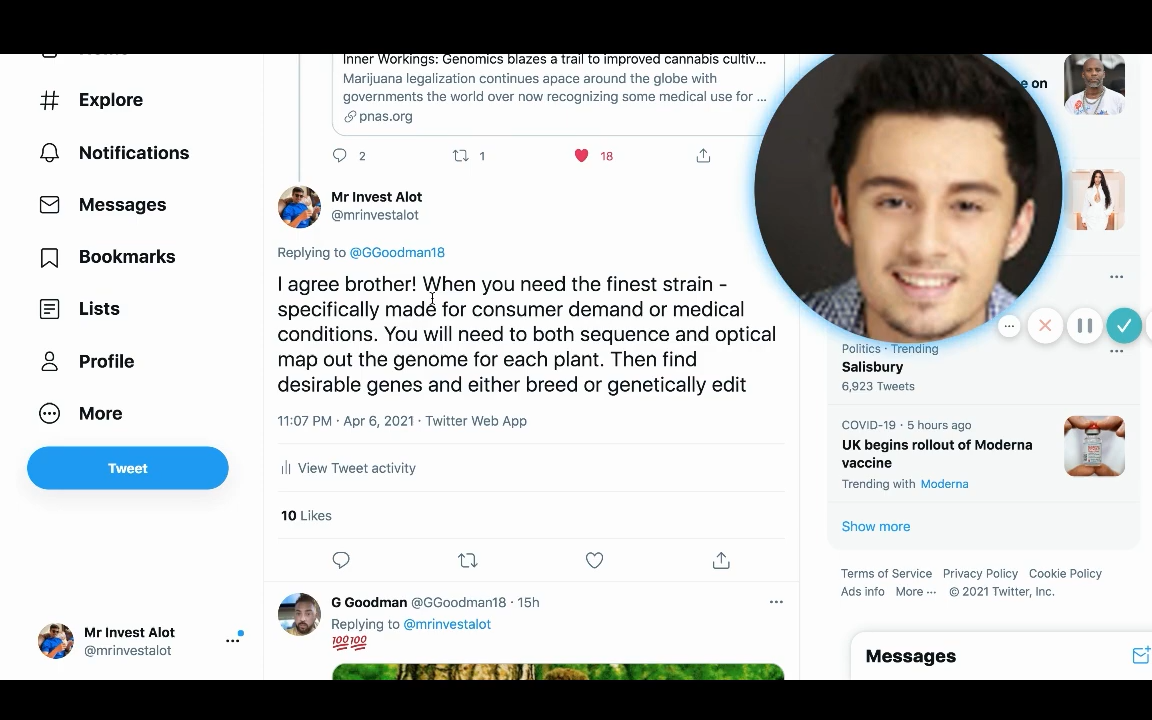 Explore
Notifications
Messages
Bookmarks
Lists
Profile
More
Tweet
Mr Invest Alot
@mrinvestalot
Inner Workings: Genomics blazes a trail to improved cannabis cultiv...
Marijuana legalization continues apace around the globe with
governments the world over now recognizing some medical use for ...
pnas.org
2
1
18
Mr Invest Alot
@mrinvestalot
Replying to @GGoodman18
I agree brother! When you need the finest strain -
specifically made for consumer demand or medical
conditions. You will need to both sequence and optical
map out the genome for each plant. Then find
desirable genes and either breed or genetically edit
11:07 PM · Apr 6, 2021 · Twitter Web App
View Tweet activity
10 Likes
G Goodman @GGoodman18 · 15h
Replying to @mrinvestalot
💯💯
e on
Politics · Trending
Salisbury
6,923 Tweets
COVID-19 · 5 hours ago
UK begins rollout of Moderna
vaccine
Trending with Moderna
Show more
Terms of Service Privacy Policy Cookie Policy
Ads info More ··· © 2021 Twitter, Inc.
Messages